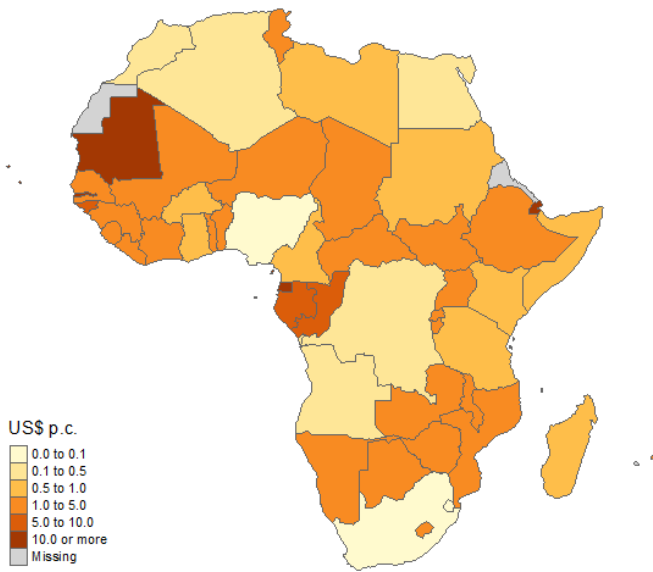 US$ p.c.
0.0 to 0.1
0.1 to 0.5
0.5 to 1.0
1.0 to 5.0
5.0 to 10.0
10.0 or more
Missing